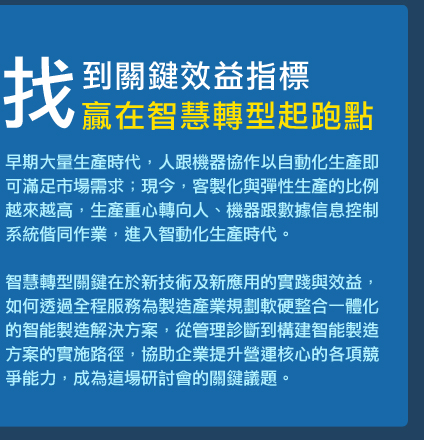 找到關鍵效益指標
贏在智慧轉型起跑點
早期大量生產時代，人跟機器協作以自動化生產即
可滿足市場需求；現今，客製化與彈性生產的比例
越來越高，生產重心轉向人、機器跟數據信息控制
系統偕同作業，進入智動化生產時代。
智慧轉型關鍵在於新技術及新應用的實踐與效益，
如何透過全程服務為製造產業規劃軟硬整合一體化
的智能製造解決方案，從管理診斷到構建智能製造
方案的實施路徑，協助企業提升營運核心的各項競
爭能力，成為這場研討會的關鍵議題。